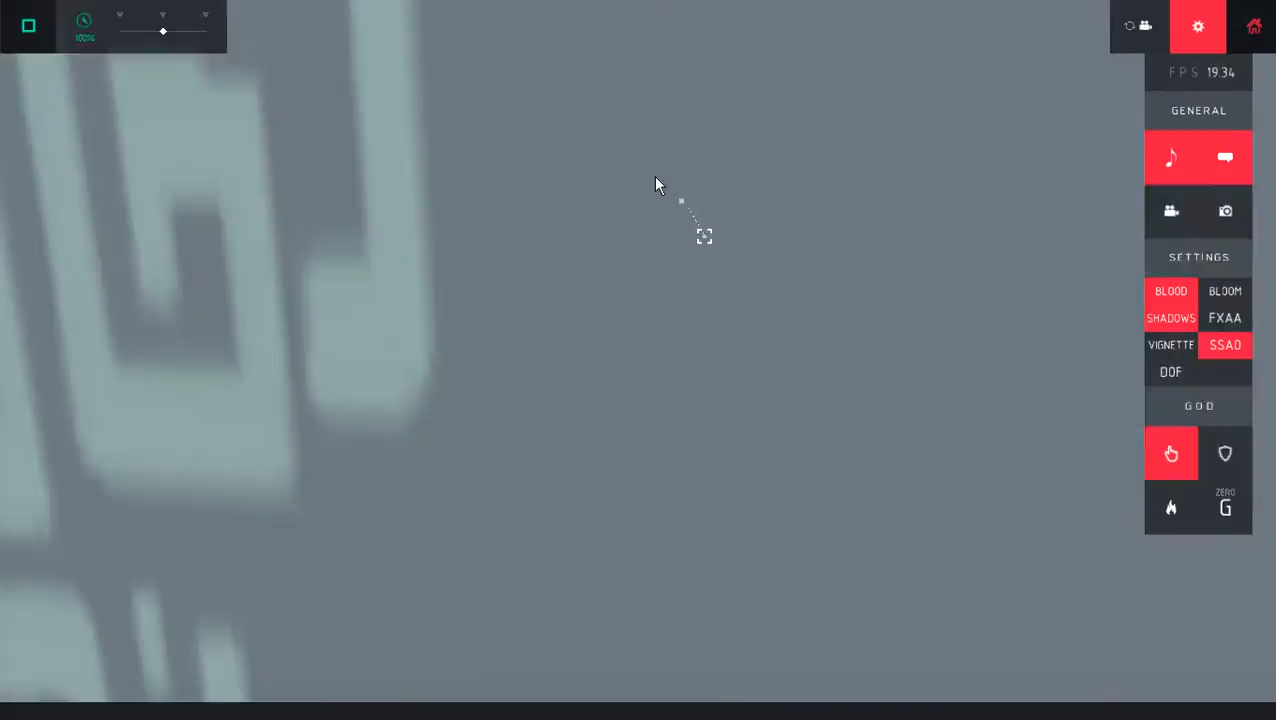 100%
FPS 19.34
GENERAL
SETTINGS
BLOOD BLOOM
SHADOWS FXAA
VIGNETTE SSAO
DOF
GOD
ZERO
G